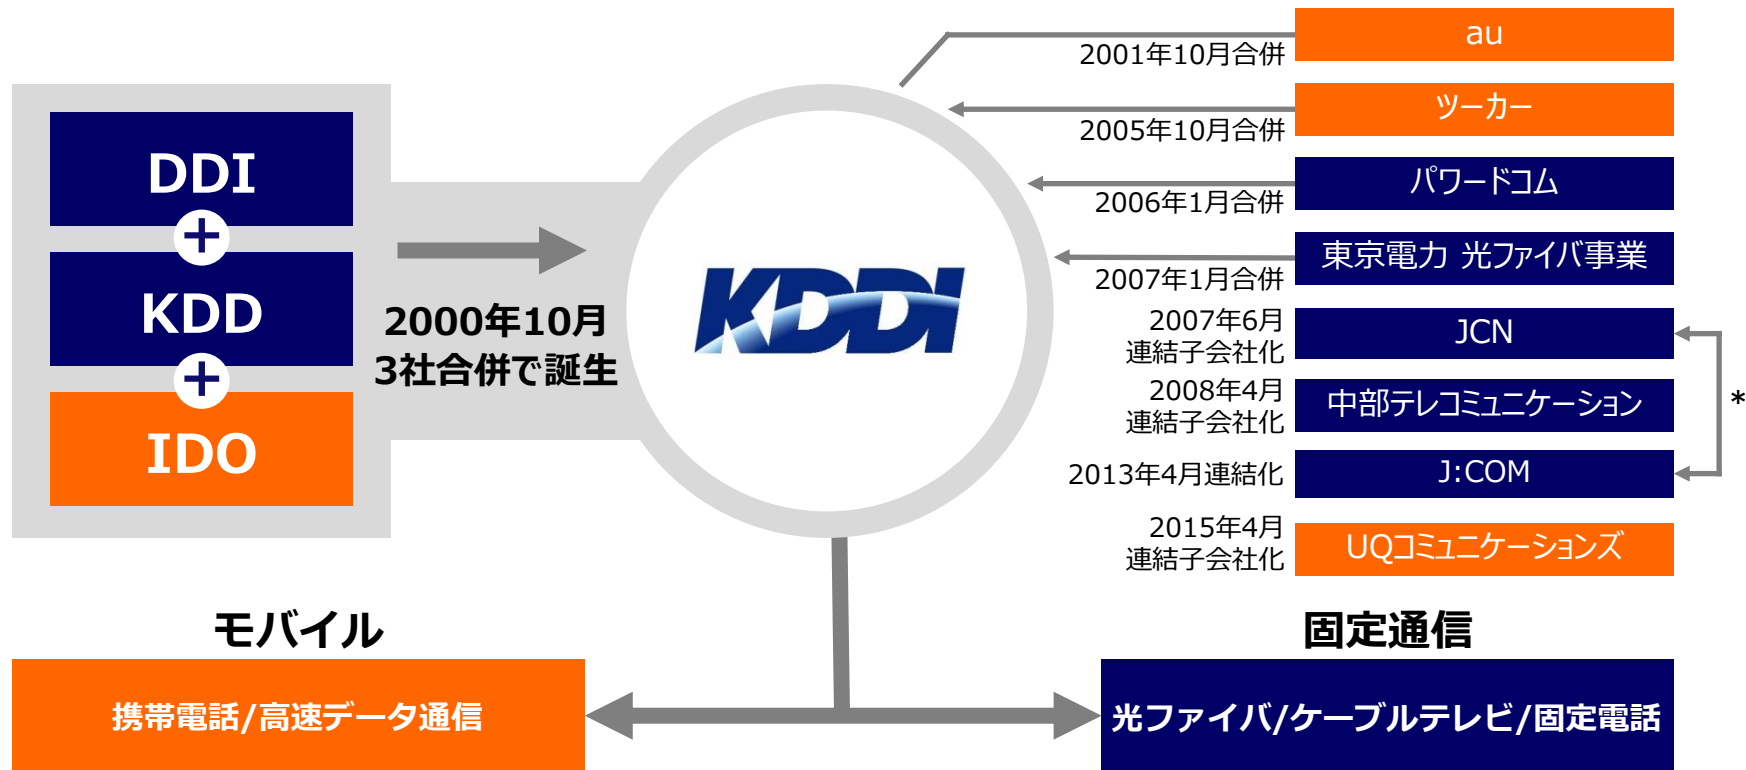 DDI
+
KDD
+
IDO
2000年10月
3社合併で誕生
KDDI
au
2001年10月合併
ツーカー
2005年10月合併
パワードコム
2006年1月合併
東京電力 光ファイバ事業
2007年1月合併
JCN
2007年6月
連結子会社化
中部テレコミュニケーション
2008年4月
連結子会社化
J:COM
2013年4月連結化
*
UQコミュニケーションズ
2015年4月
連結子会社化
モバイル
携帯電話/高速データ通信
固定通信
光ファイバ/ケーブルテレビ/固定電話